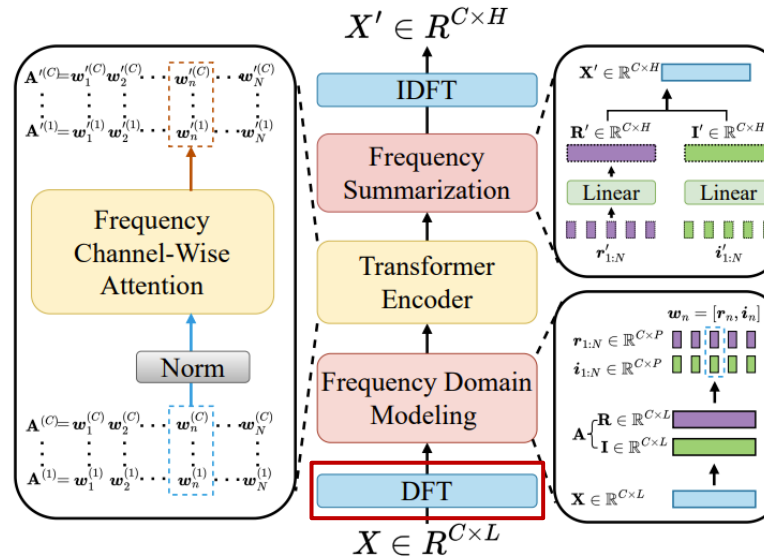 X′ ∈ R^{C×H}
IDFT
Frequency
Summarization
Transformer
Encoder
Frequency Domain
Modeling
DFT
X ∈ R^{C×L}
A′^{(C)}=w′_1^{(C)} w′_2^{(C)} ⋯ w′_n^{(C)} ⋯ w′_N^{(C)}
A′^{(1)}=w′_1^{(1)} w′_2^{(1)} ⋯ w′_n^{(1)} ⋯ w′_N^{(1)}
Frequency
Channel-Wise
Attention
Norm
A^{(C)}=w_1^{(C)} w_2^{(C)} ⋯ w_n^{(C)} ⋯ w_N^{(C)}
A^{(1)}=w_1^{(1)} w_2^{(1)} ⋯ w_n^{(1)} ⋯ w_N^{(1)}
X′ ∈ ℝ^{C×H}
R′ ∈ ℝ^{C×H} I′ ∈ ℝ^{C×H}
Linear Linear
r′_{1:N} i′_{1:N}
w_n = [r_n, i_n]
r_{1:N} ∈ ℝ^{C×P}
i_{1:N} ∈ ℝ^{C×P}
R ∈ ℝ^{C×L}
A
I ∈ ℝ^{C×L}
X ∈ ℝ^{C×L}